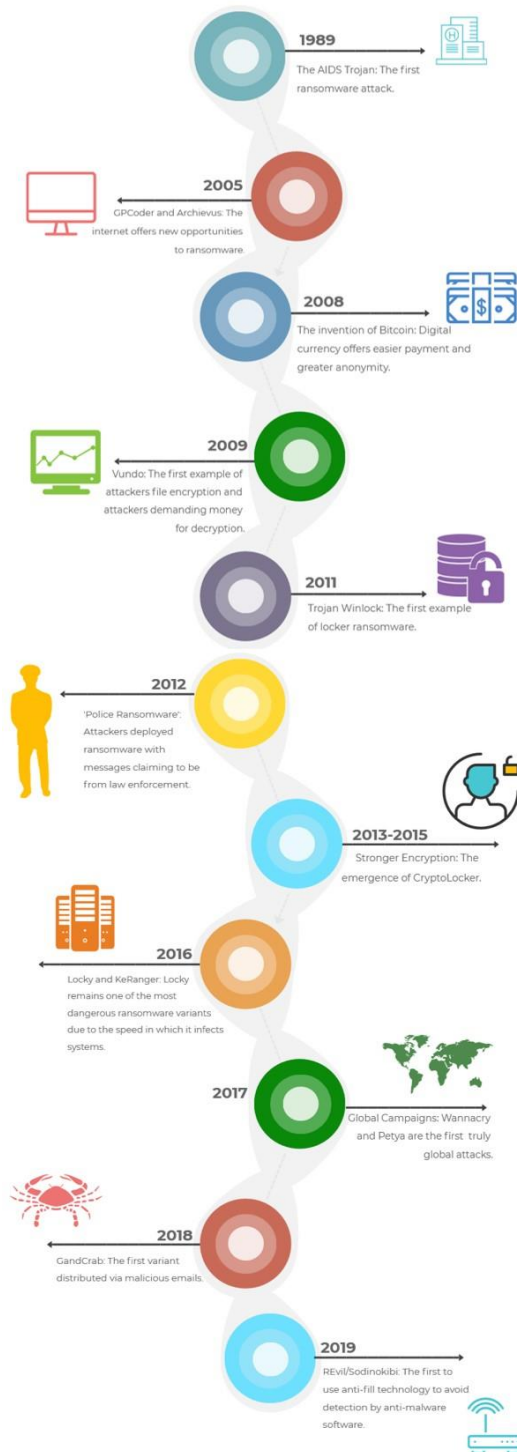 1989
The AIDS Trojan: The first
ransomware attack.
2005
GPCoder and Archievus: The
internet offers new opportunities
to ransomware.
2008
The invention of Bitcoin: Digital
currency offers easier payment and
greater anonymity.
2009
Vundo: The first example of
attackers file encryption and
attackers demanding money
for decryption.
2011
Trojan Winlock: The first example
of locker ransomware.
2012
'Police Ransomware':
Attackers deployed
ransomware with
messages claiming to be
from law enforcement.
2013-2015
Stronger Encryption: The
emergence of CryptoLocker.
2016
Locky and KeRanger: Locky
remains one of the most
dangerous ransomware variants
due to the speed in which it infects
systems.
2017
Global Campaigns: Wannacry
and Petya are the first truly
global attacks.
2018
GandCrab: The first variant
distributed via malicious emails.
2019
REvil/Sodinokibi: The first to
use anti-fill technology to avoid
detection by anti-malware
software.